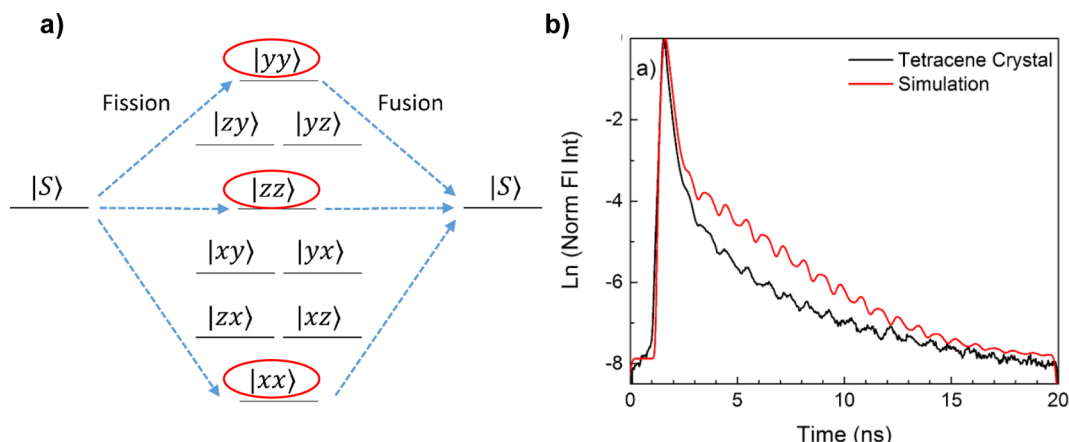 a)
|yy⟩
Fission
Fusion
|zy⟩ |yz⟩
|S⟩
|zz⟩
|S⟩
|xy⟩ |yx⟩
|zx⟩ |xz⟩
|xx⟩
b)
a)
Tetracene Crystal
Simulation
Ln (Norm Fl Int)
-2
-4
-6
-8
0 5 10 15 20
Time (ns)